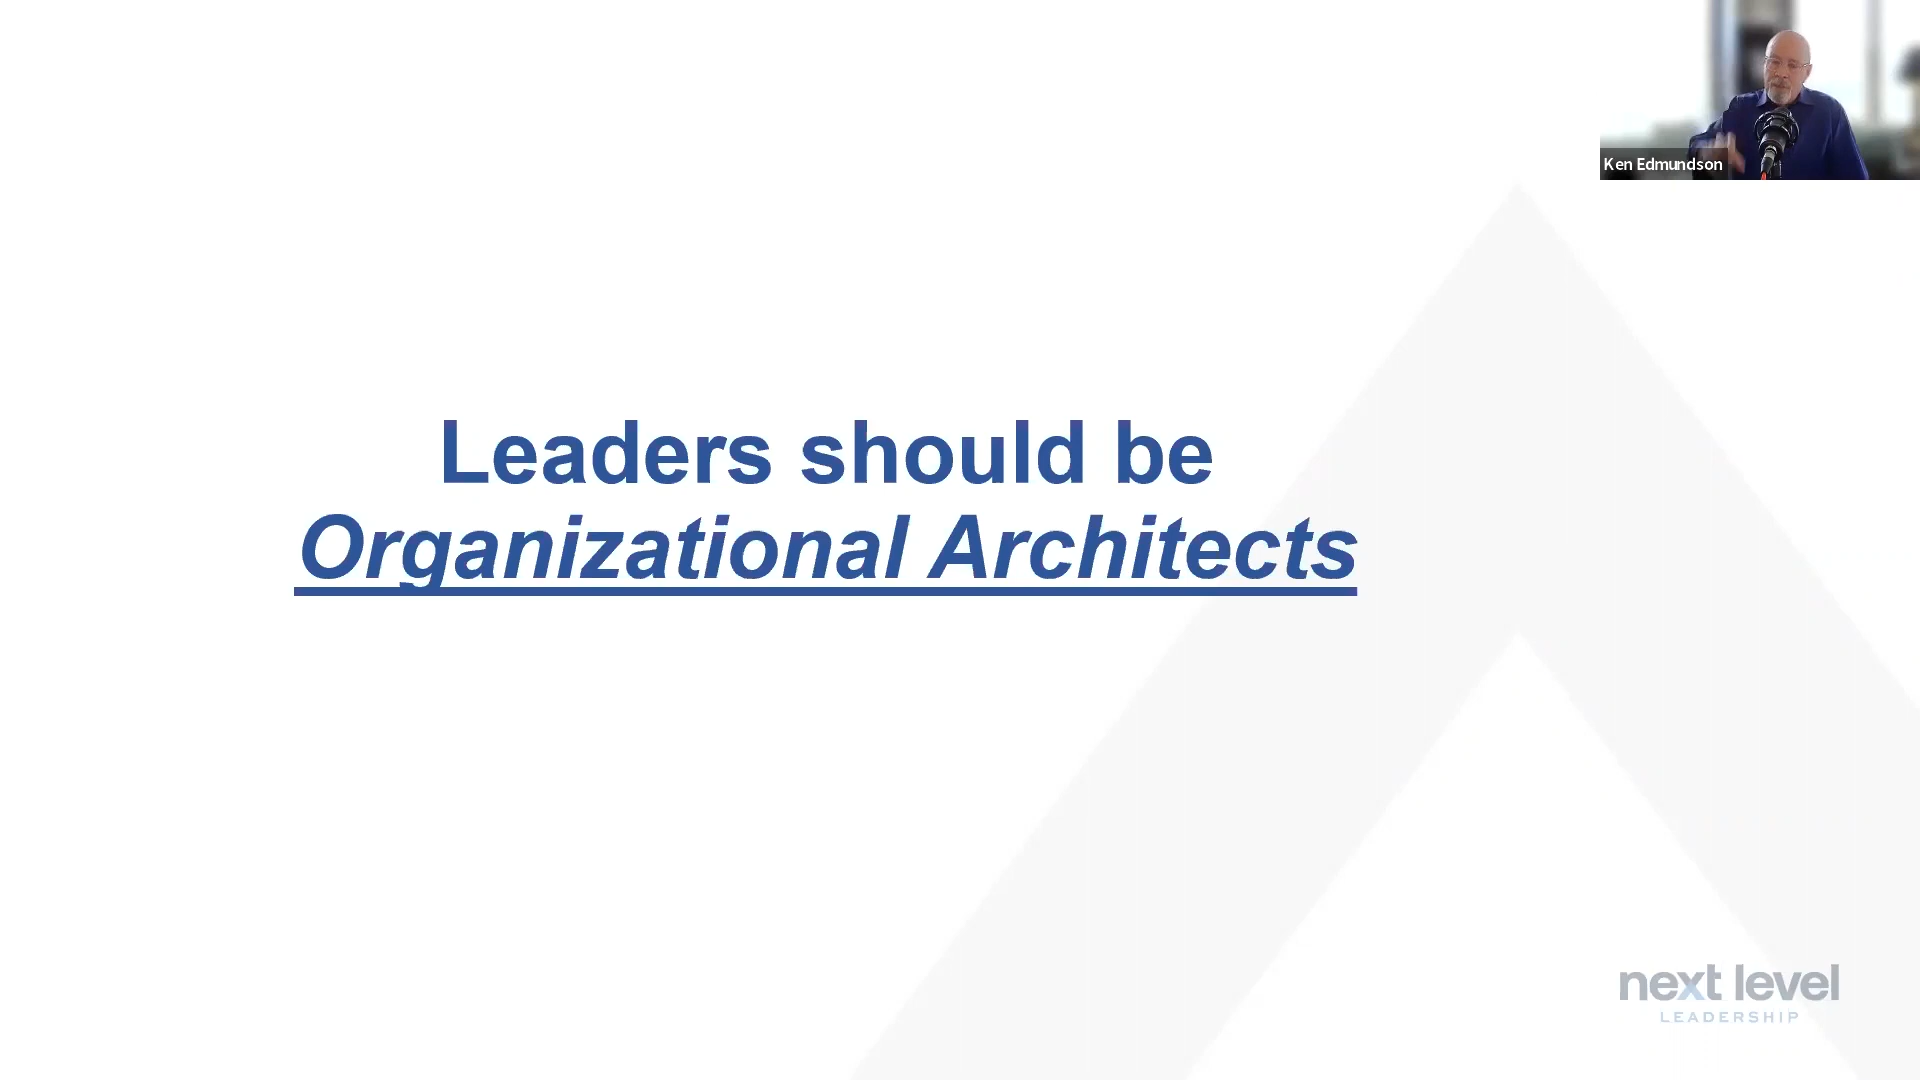 Ken Edmundson
Leaders should be
Organizational Architects
next level
LEADERSHIP